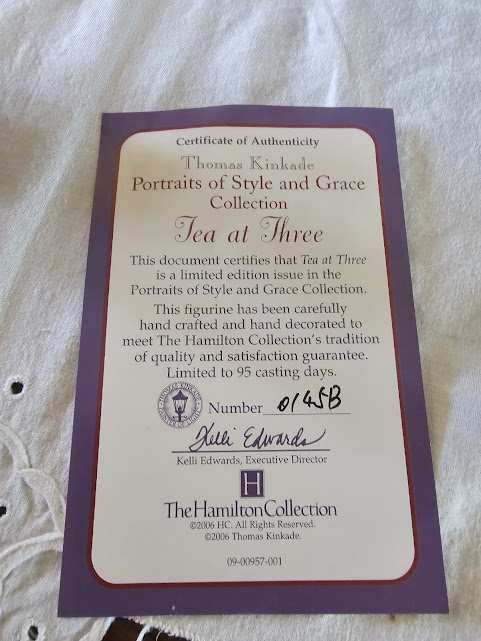 Certificate of Authenticity
Thomas Kinkade
Portraits of Style and Grace
Collection
Tea at Three
This document certifies that Tea at Three
is a limited edition issue in the
Portraits of Style and Grace Collection.
This figurine has been carefully
hand crafted and hand decorated to
meet The Hamilton Collection's tradition
of quality and satisfaction guarantee.
Limited to 95 casting days.
Number 0145B
Kelli Edwards
Kelli Edwards, Executive Director
H
The Hamilton Collection
©2006 HC. All Rights Reserved.
©2006 Thomas Kinkade.
09-00957-001